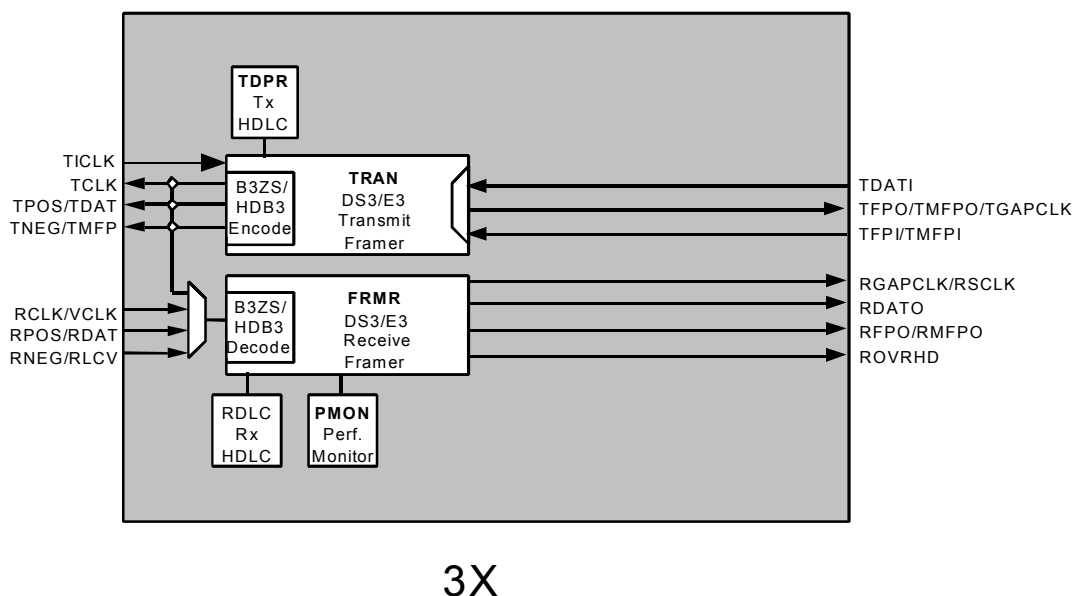 TDPR
Tx
HDLC
TICLK
TCLK
TPOS/TDAT
TNEG/TMFP
B3ZS/
HDB3
Encode
TRAN
DS3/E3
Transmit
Framer
TDATI
TFPO/TMFPO/TGAPCLK
TFPI/TMFPI
RCLK/VCLK
RPOS/RDAT
RNEG/RLCV
B3ZS/
HDB3
Decode
FRMR
DS3/E3
Receive
Framer
RGAPCLK/RSCLK
RDATO
RFPO/RMFPO
ROVRHD
RDLC
Rx
HDLC
PMON
Perf.
Monitor
3X